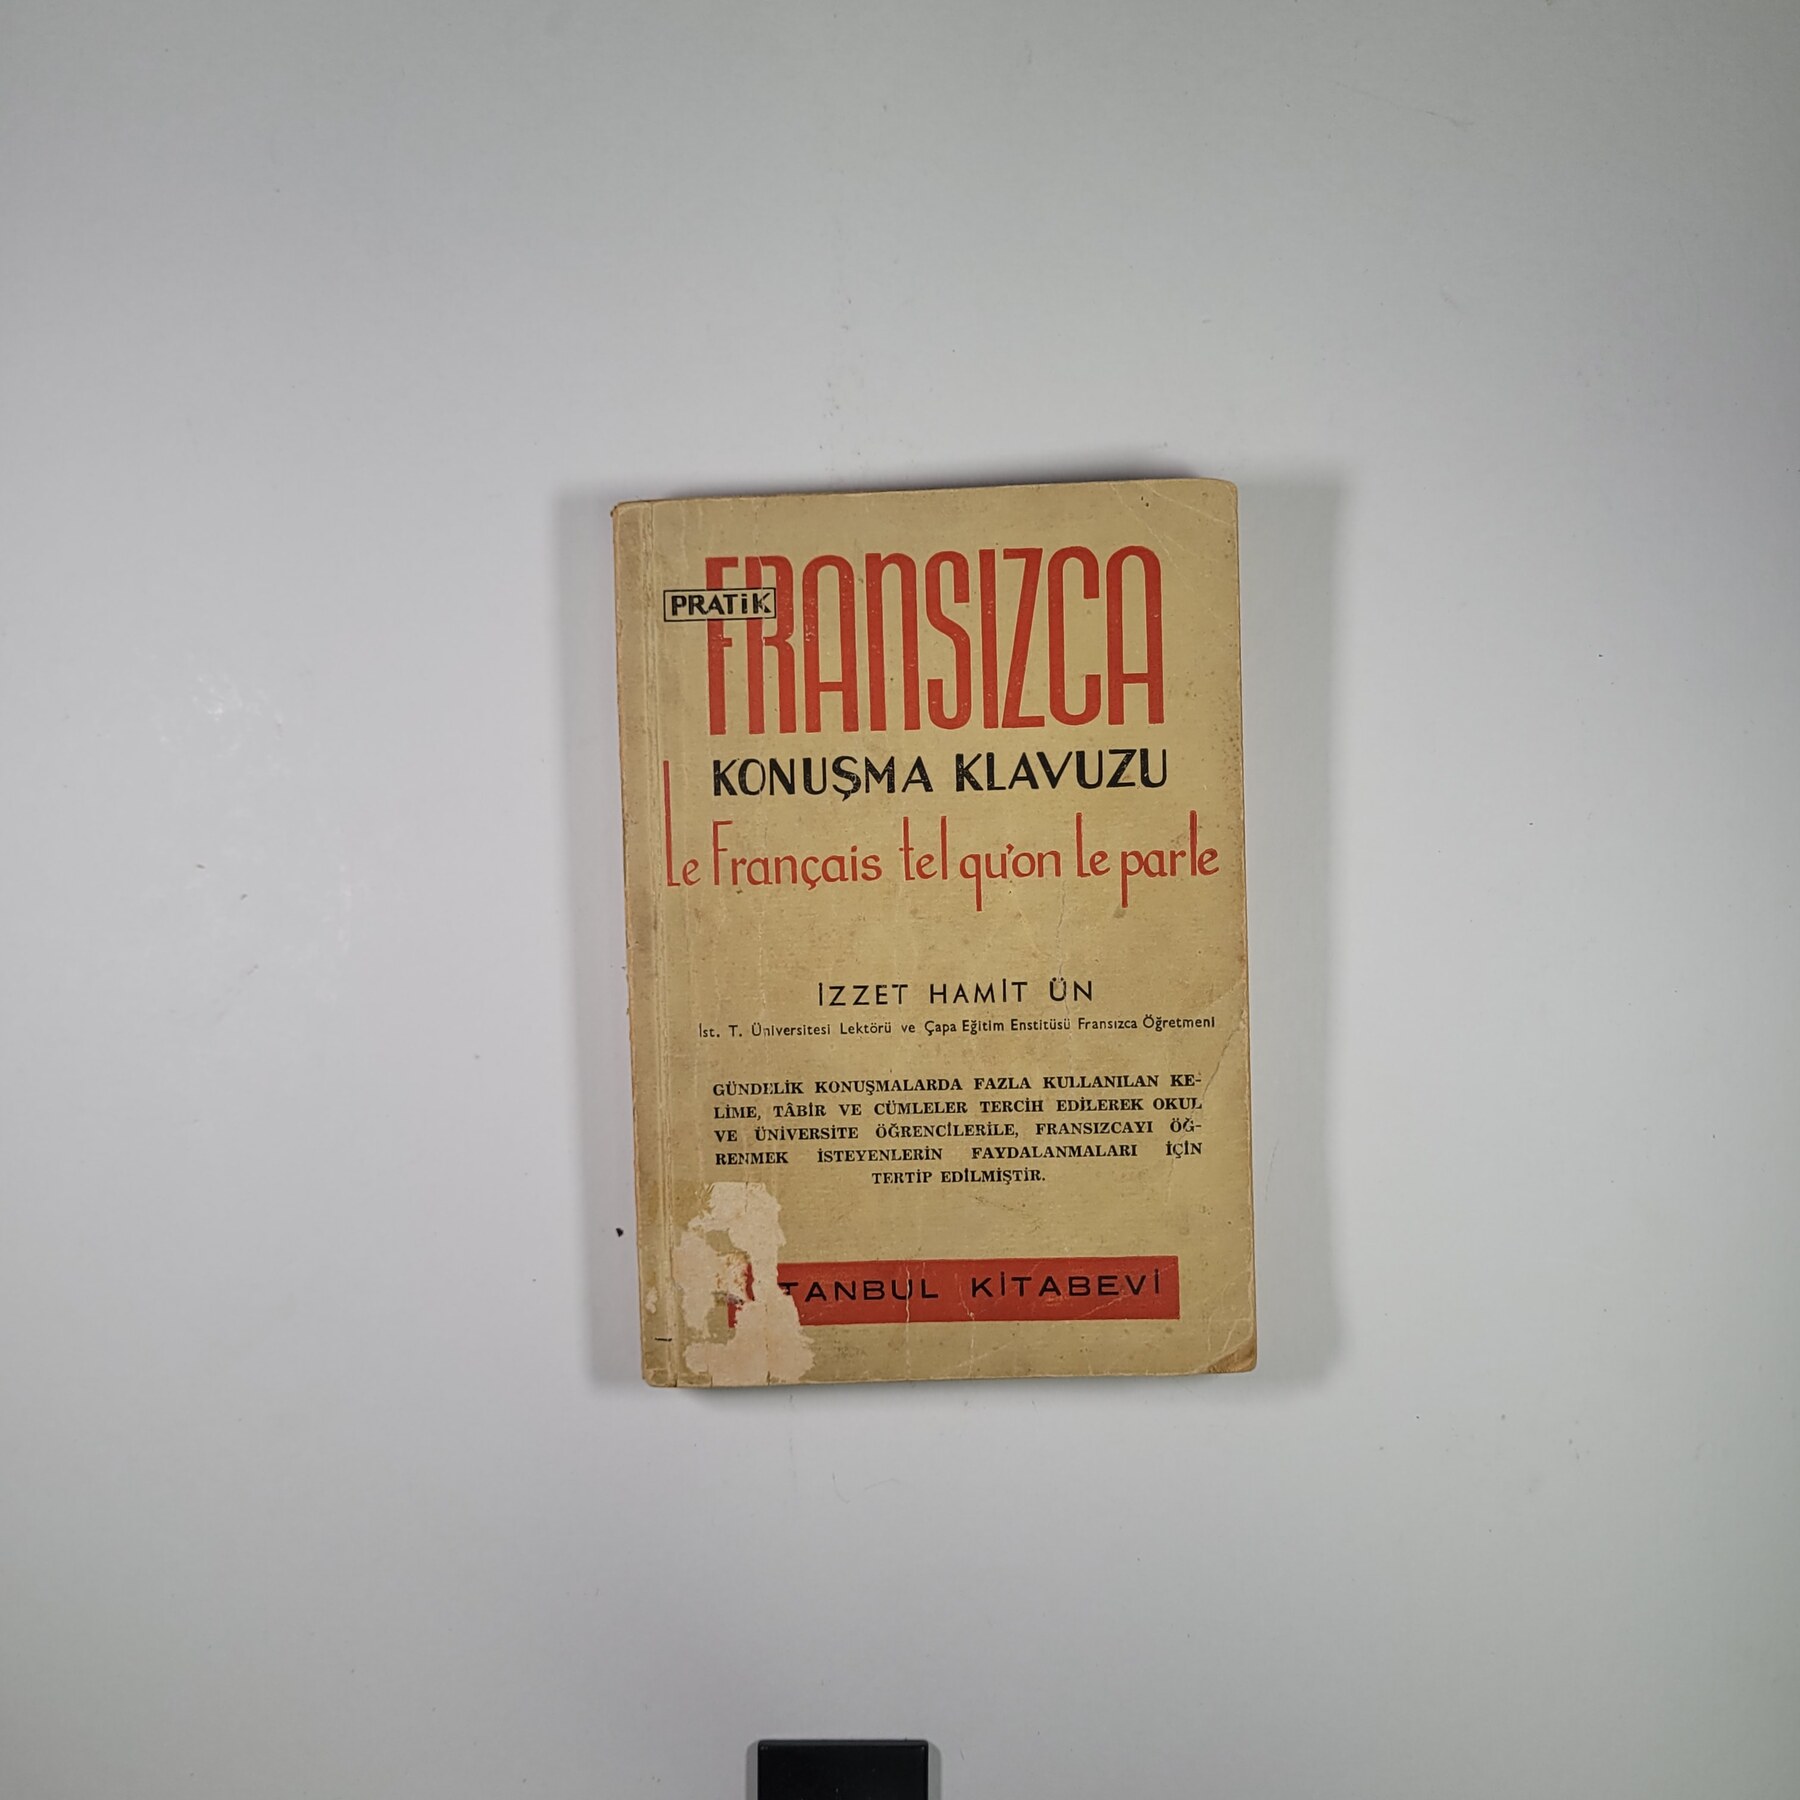 PRATİK
FRANSIZCA
KONUŞMA KLAVUZU
Le Français tel qu'on le parle
İZZET HAMİT ÜN
İst. T. Üniversitesi Lektörü ve Çapa Eğitim Enstitüsü Fransızca Öğretmeni
GÜNDELİK KONUŞMALARDA FAZLA KULLANILAN KE-
LİME, TÂBİR VE CÜMLELER TERCİH EDİLEREK OKUL
VE ÜNİVERSİTE ÖĞRENCİLERİLE, FRANSIZCAYI ÖĞ-
RENMEK İSTEYENLERİN FAYDALANMALARI İÇİN
TERTİP EDİLMİŞTİR.
TANBUL KİTABEVİ